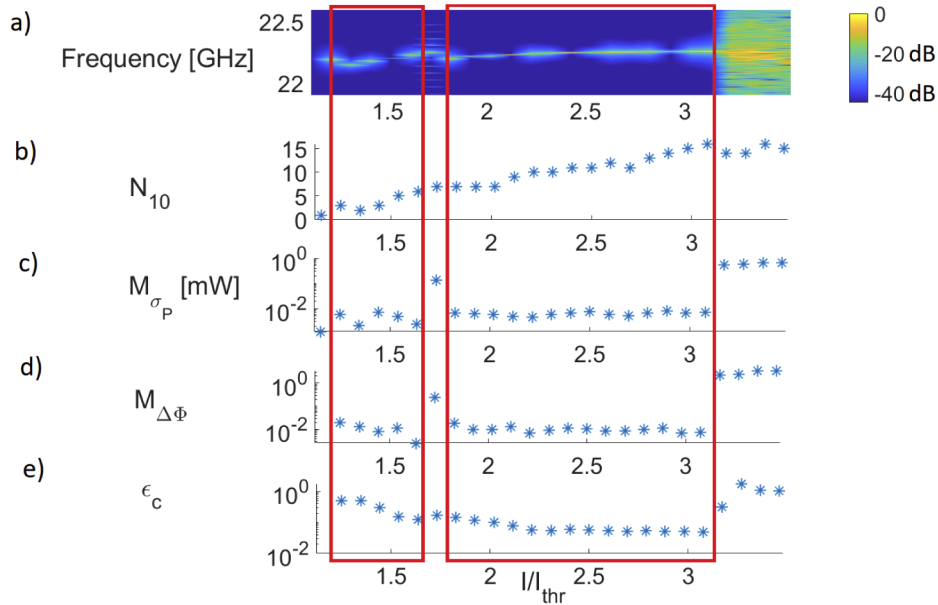 a)
22.5
Frequency [GHz]
22
0
-20 dB
-40 dB
1.5 2 2.5 3
b)
N10
15
10
5
0
1.5 2 2.5 3
c)
MσP [mW]
10^0
10^-2
1.5 2 2.5 3
d)
MΔΦ
10^0
10^-2
1.5 2 2.5 3
e)
ϵc
10^0
10^-2
1.5 2 2.5 3
I/Ithr